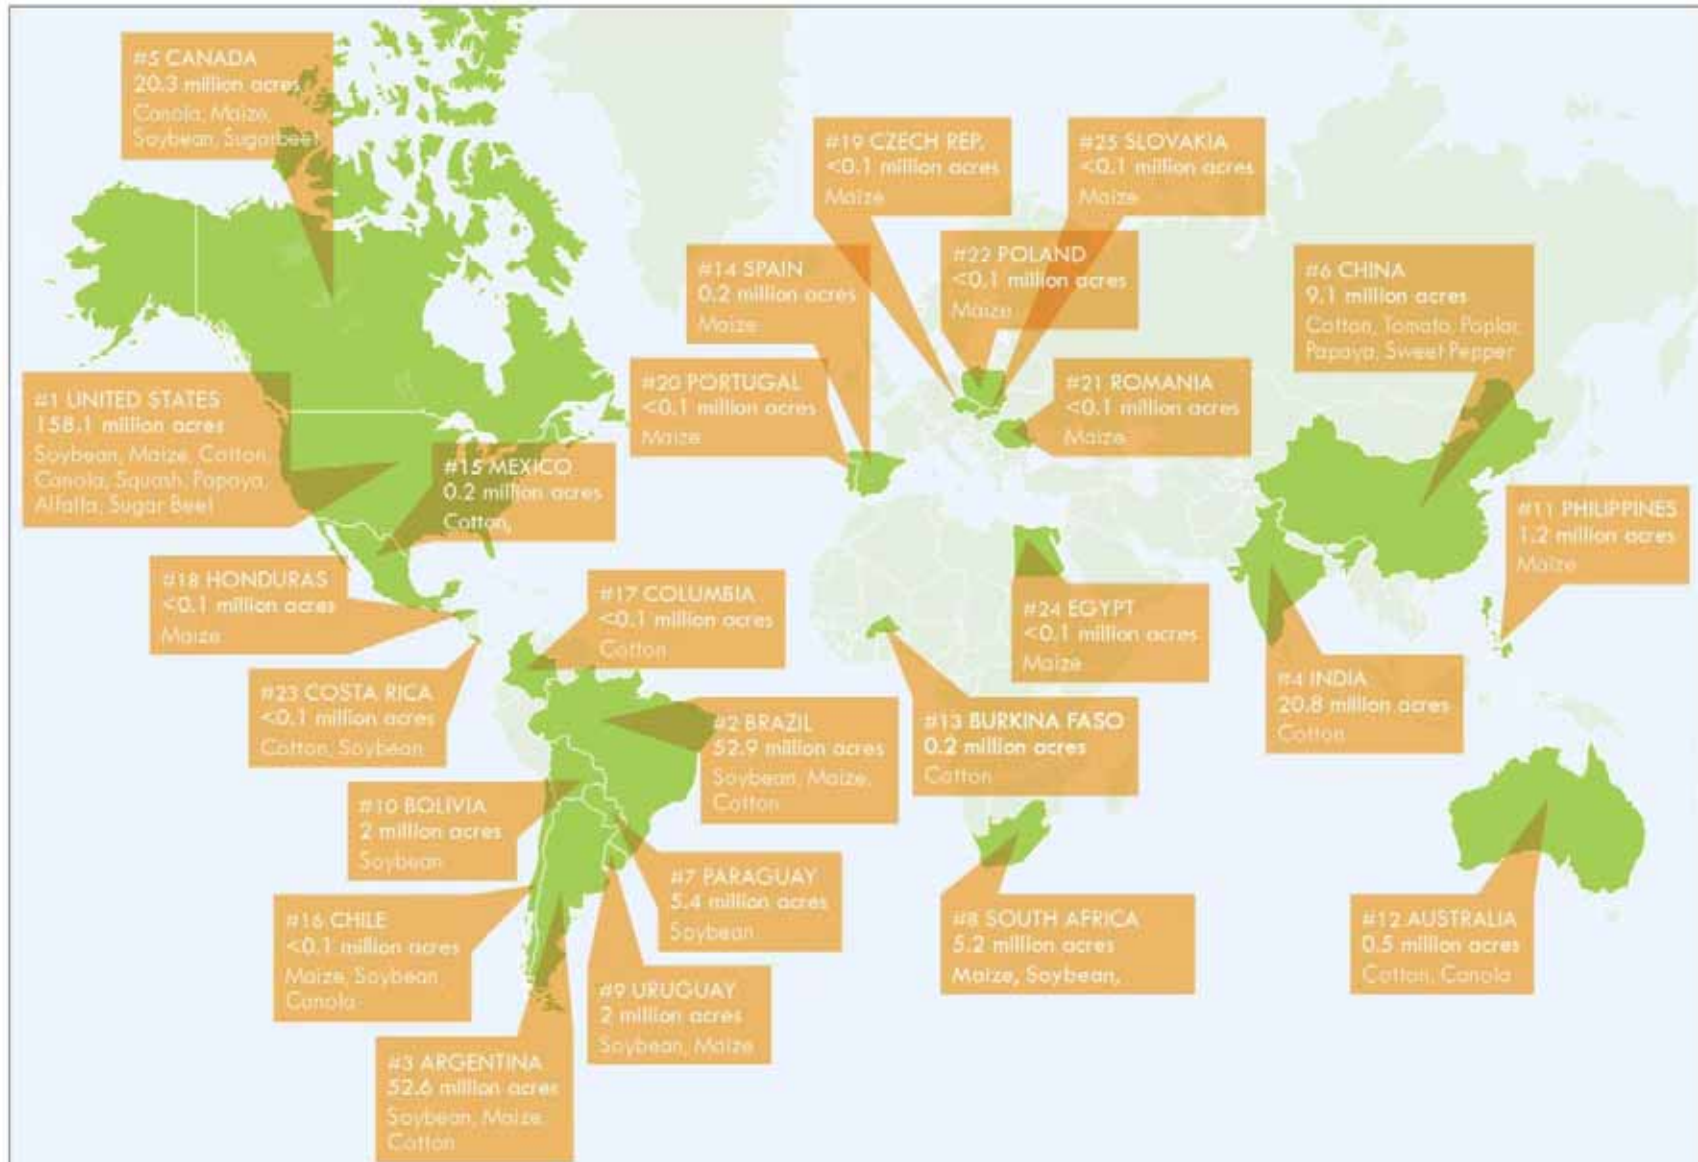 #5 CANADA
20.3 million acres
Canola, Maize,
Soybean, Sugarbeet
#19 CZECH REP.
<0.1 million acres
Maize
#25 SLOVAKIA
<0.1 million acres
Maize
#14 SPAIN
0.2 million acres
Maize
#22 POLAND
<0.1 million acres
Maize
#6 CHINA
9.1 million acres
Cotton, Tomato, Poplar,
Papaya, Sweet Pepper
#1 UNITED STATES
158.1 million acres
Soybean, Maize, Cotton,
Canola, Squash, Papaya,
Alfalfa, Sugar Beet
#20 PORTUGAL
<0.1 million acres
Maize
#21 ROMANIA
<0.1 million acres
Maize
#15 MEXICO
0.2 million acres
Cotton,
#11 PHILIPPINES
1.2 million acres
Maize
#18 HONDURAS
<0.1 million acres
Maize
#17 COLUMBIA
<0.1 million acres
Cotton
#24 EGYPT
<0.1 million acres
Maize
#4 INDIA
20.8 million acres
Cotton
#23 COSTA RICA
<0.1 million acres
Cotton, Soybean
#2 BRAZIL
52.9 million acres
Soybean, Maize,
Cotton
#13 BURKINA FASO
0.2 million acres
Cotton
#10 BOLIVIA
2 million acres
Soybean
#7 PARAGUAY
5.4 million acres
Soybean
#16 CHILE
<0.1 million acres
Maize, Soybean
Canola
#8 SOUTH AFRICA
5.2 million acres
Maize, Soybean,
#12 AUSTRALIA
0.5 million acres
Cotton, Canola
#9 URUGUAY
2 million acres
Soybean, Maize
#3 ARGENTINA
52.6 million acres
Soybean, Maize,
Cotton